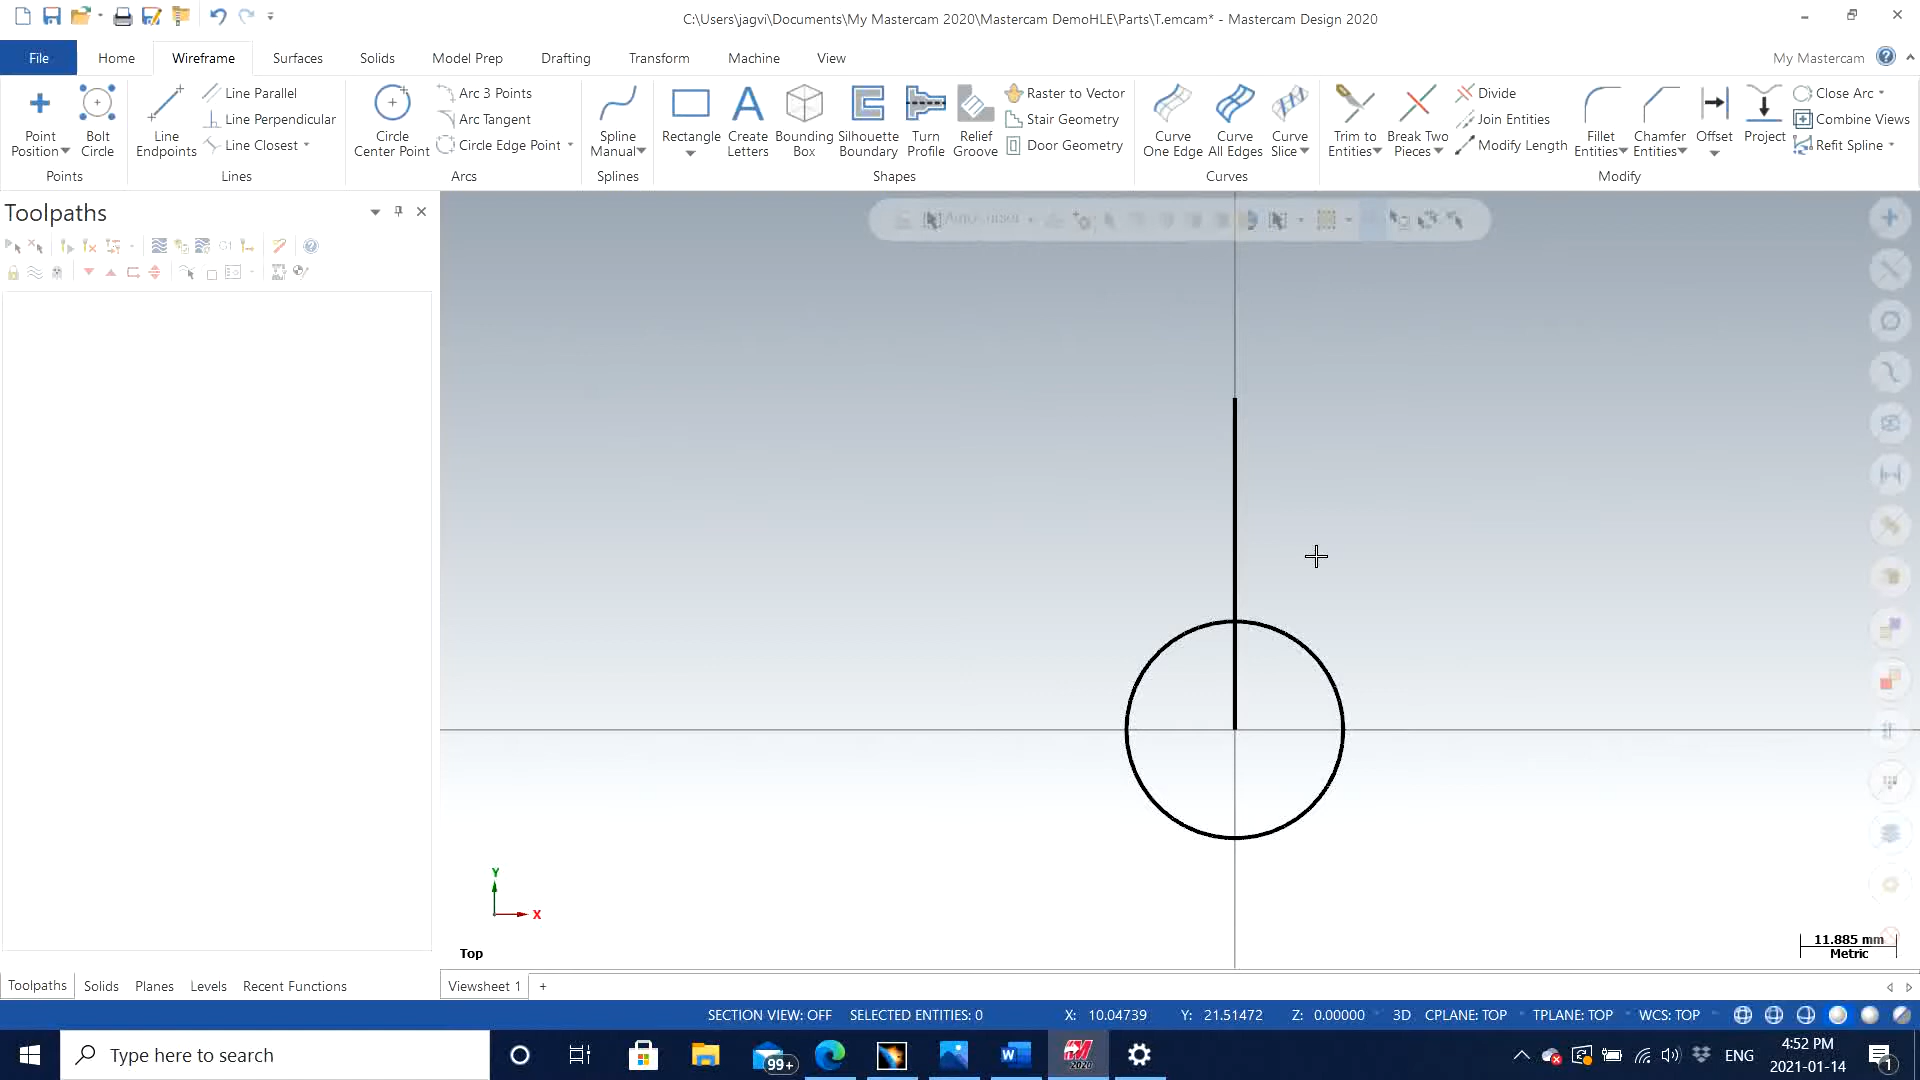 C:\Users\jagvi\Documents\My Mastercam 2020\Mastercam DemoHLE\Parts\T.emcam* - Mastercam Design 2020
File Home Wireframe Surfaces Solids Model Prep Drafting Transform Machine View My Mastercam
Point Position
Bolt Circle
Points
Line Endpoints
Line Parallel
Line Perpendicular
Line Closest
Lines
Circle Center Point
Arc 3 Points
Arc Tangent
Circle Edge Point
Arcs
Spline Manual
Splines
Rectangle
Create Letters
Bounding Box
Silhouette Boundary
Turn Profile
Relief Groove
Raster to Vector
Stair Geometry
Door Geometry
Shapes
Curve One Edge
Curve All Edges
Curve Slice
Curves
Trim to Entities
Break Two Pieces
Divide
Join Entities
Modify Length
Fillet Entities
Chamfer Entities
Offset
Project
Close Arc
Combine Views
Refit Spline
Modify
Toolpaths
Y
X
Top
11.885 mm
Metric
Toolpaths Solids Planes Levels Recent Functions
Viewsheet 1 +
SECTION VIEW: OFF SELECTED ENTITIES: 0 X: 10.04739 Y: 21.51472 Z: 0.00000 3D CPLANE: TOP TPLANE: TOP WCS: TOP
Type here to search
99+
W
2020
ENG
4:52 PM
2021-01-14
1